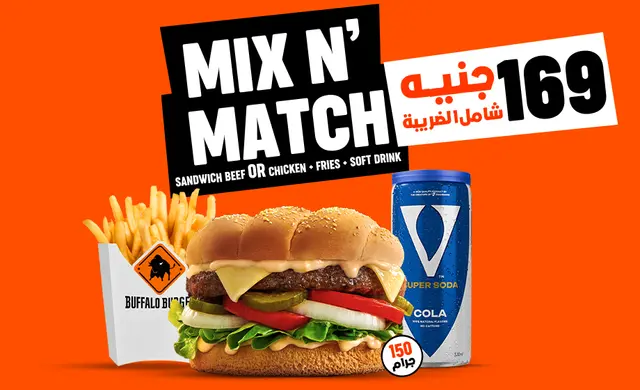 MIX N'
MATCH
SANDWICH BEEF OR CHICKEN + FRIES + SOFT DRINK
169 جنيه
شامل الضريبة
BUFFALO BURGE
V
SUPER SODA
COLA
150
جرام